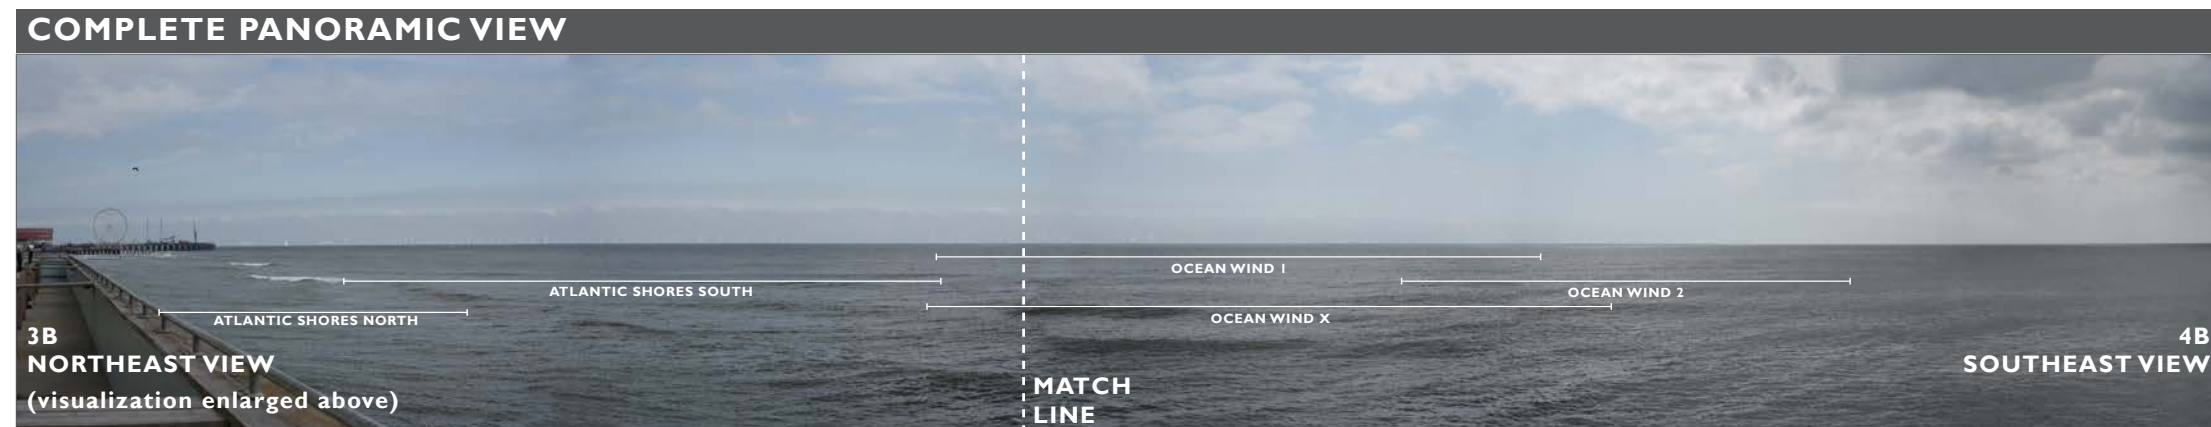 COMPLETE PANORAMIC VIEW
OCEAN WIND 1
ATLANTIC SHORES SOUTH
OCEAN WIND 2
ATLANTIC SHORES NORTH
OCEAN WIND X
3B
NORTHEAST VIEW
(visualization enlarged above)
4B
SOUTHEAST VIEW
MATCH
LINE